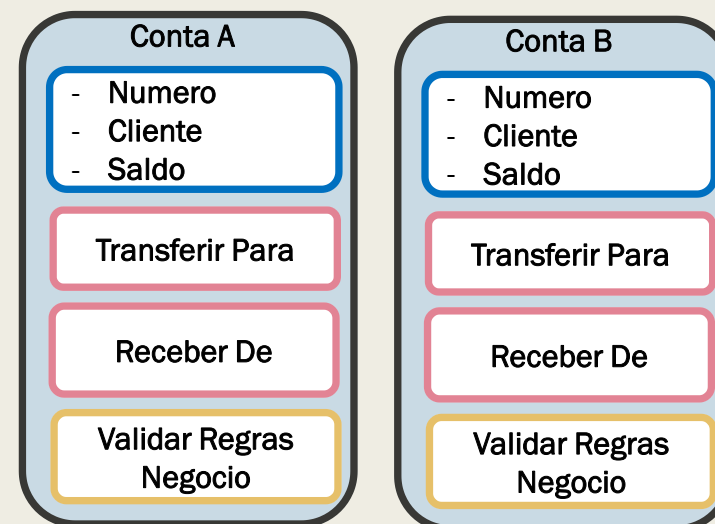 Conta A
- Numero
- Cliente
- Saldo
Transferir Para
Receber De
Validar Regras
Negocio
Conta B
- Numero
- Cliente
- Saldo
Transferir Para
Receber De
Validar Regras
Negocio